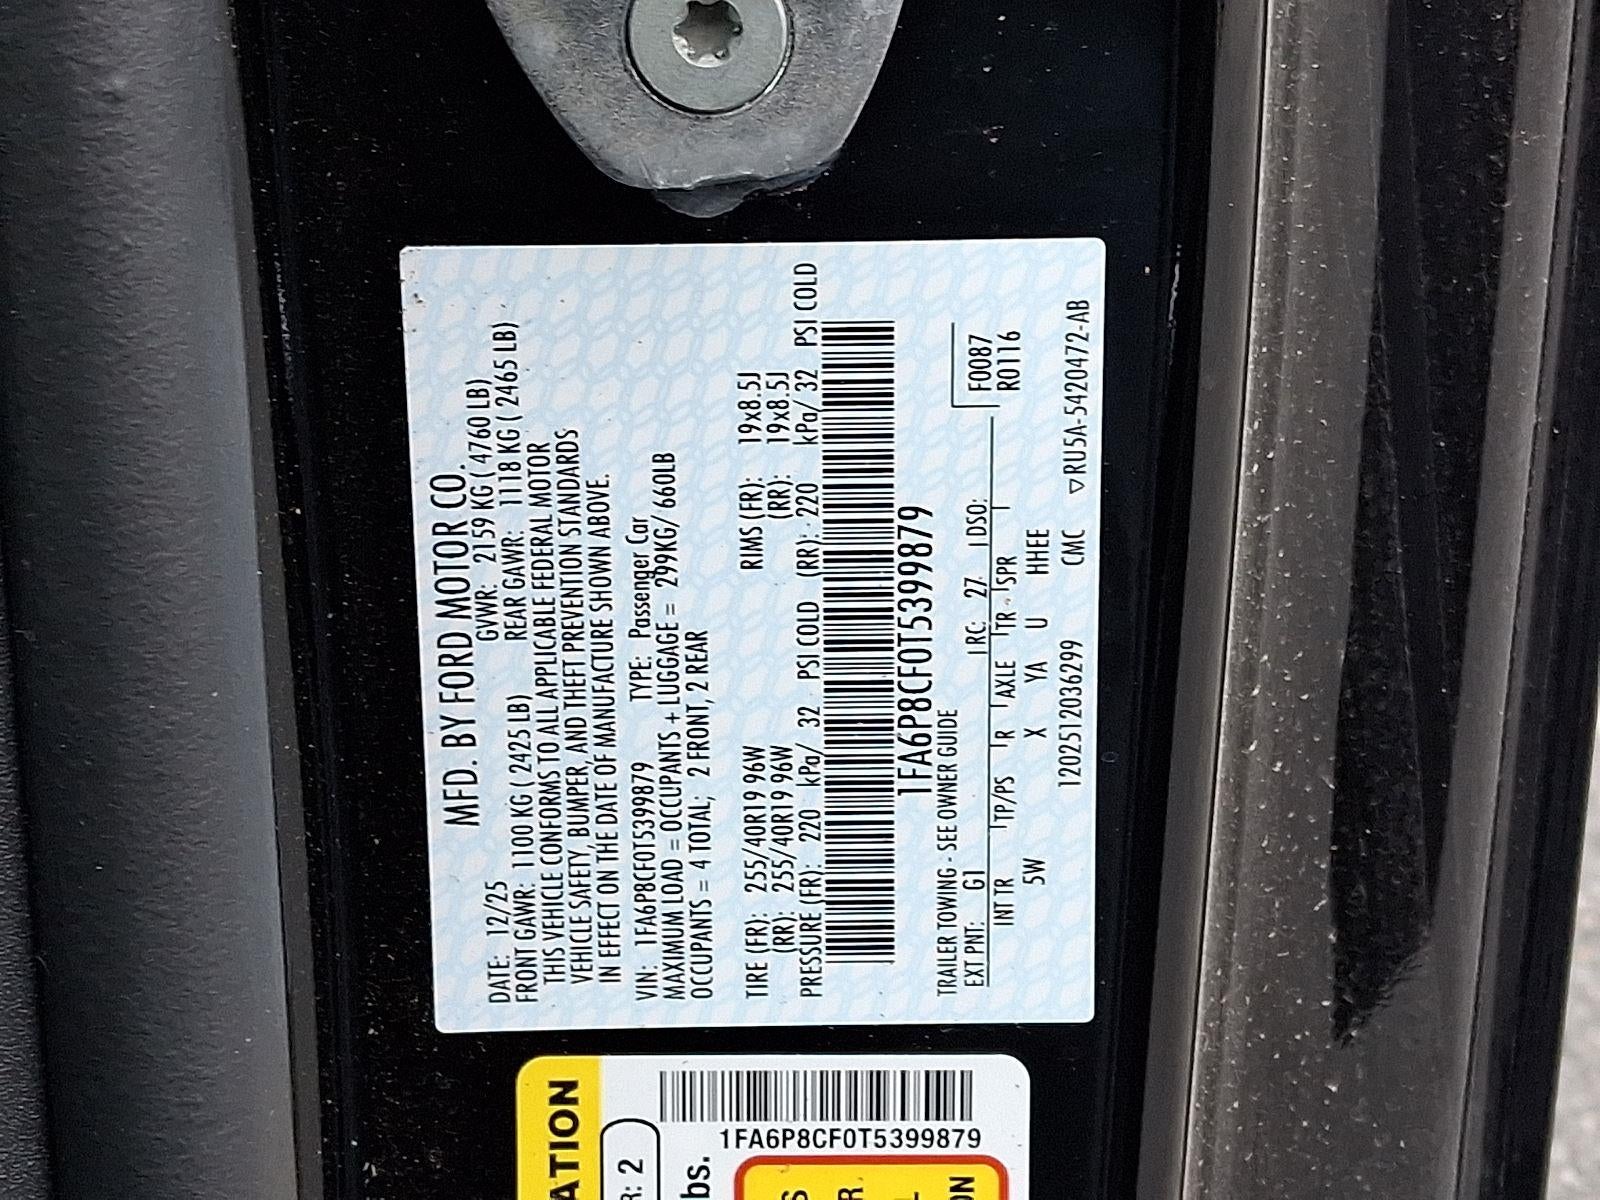 MFD. BY FORD MOTOR CO.
DATE: 12/25 GVWR: 2159 KG ( 4760 LB)
FRONT GAWR: 1100 KG ( 2425 LB) REAR GAWR: 1118 KG ( 2465 LB)
THIS VEHICLE CONFORMS TO ALL APPLICABLE FEDERAL MOTOR
VEHICLE SAFETY, BUMPER, AND THEFT PREVENTION STANDARDS
IN EFFECT ON THE DATE OF MANUFACTURE SHOWN ABOVE.
VIN: 1FA6P8CF0T5399879 TYPE: Passenger Car
MAXIMUM LOAD = OCCUPANTS + LUGGAGE = 299KG/ 660LB
OCCUPANTS = 4 TOTAL; 2 FRONT, 2 REAR
TIRE (FR): 255/40R19 96W RIMS (FR): 19x8.5J
(RR): 255/40R19 96W (RR): 19x8.5J
PRESSURE (FR): 220 kPa/ 32 PSI COLD (RR): 220 kPa/ 32 PSI COLD
1FA6P8CF0T5399879
TRAILER TOWING - SEE OWNER GUIDE
EXT PNT: G1 RC: 27 DSO: F0087
INT TR TP/PS R AXLE TR SPR R0116
5W X YA U HHEE
1202512036299 CMC ▽RU5A-5420472-AB
ATION
R: 2
bs.
1FA6P8CF0T5399879
S
R.
L
ON